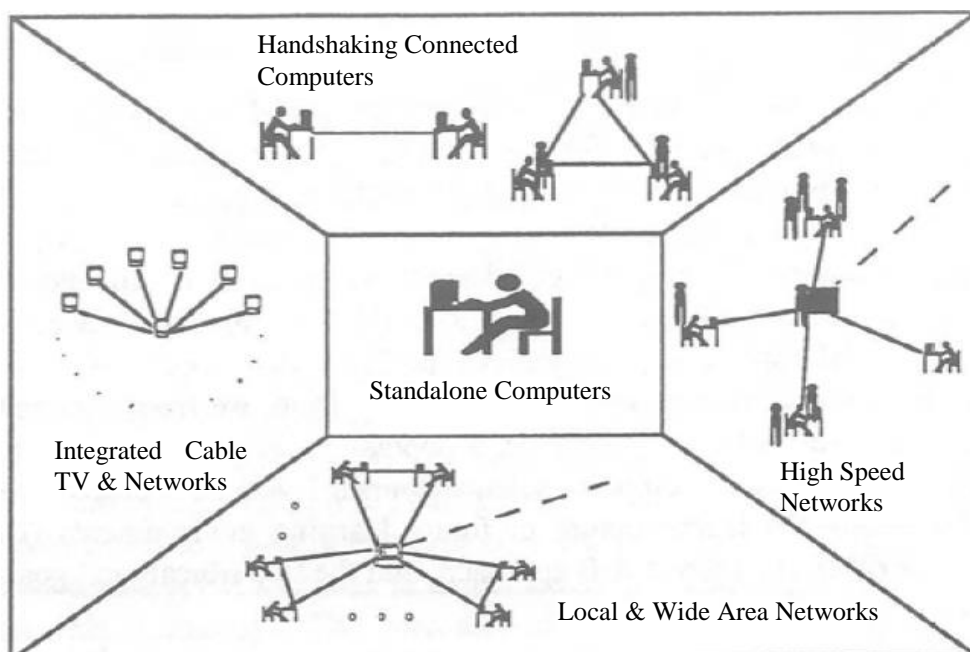 Handshaking Connected
Computers
Standalone Computers
Integrated Cable
TV & Networks
High Speed
Networks
Local & Wide Area Networks